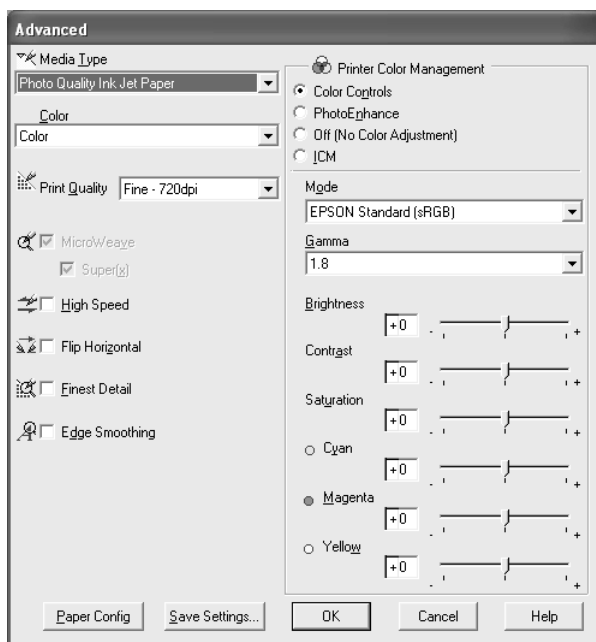 Advanced
Media Type
Photo Quality Ink Jet Paper
Color
Color
Print Quality Fine - 720dpi
MicroWeave
Super(x)
High Speed
Flip Horizontal
Finest Detail
Edge Smoothing
Printer Color Management
Color Controls
PhotoEnhance
Off (No Color Adjustment)
ICM
Mode
EPSON Standard (sRGB)
Gamma
1.8
Brightness
+0 - +
Contrast
+0 - +
Saturation
+0 - +
Cyan
+0 - +
Magenta
+0 - +
Yellow
+0 - +
Paper Config Save Settings... OK Cancel Help